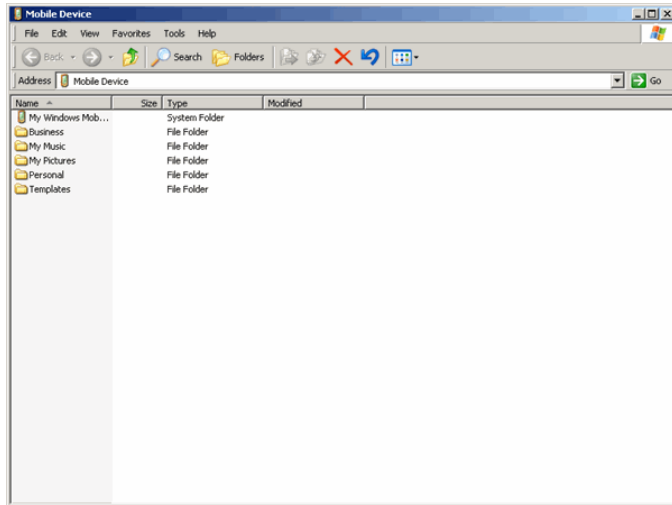 Mobile Device
File Edit View Favorites Tools Help
Back Search Folders
Address Mobile Device Go
Name Size Type Modified
My Windows Mob... System Folder
Business File Folder
My Music File Folder
My Pictures File Folder
Personal File Folder
Templates File Folder